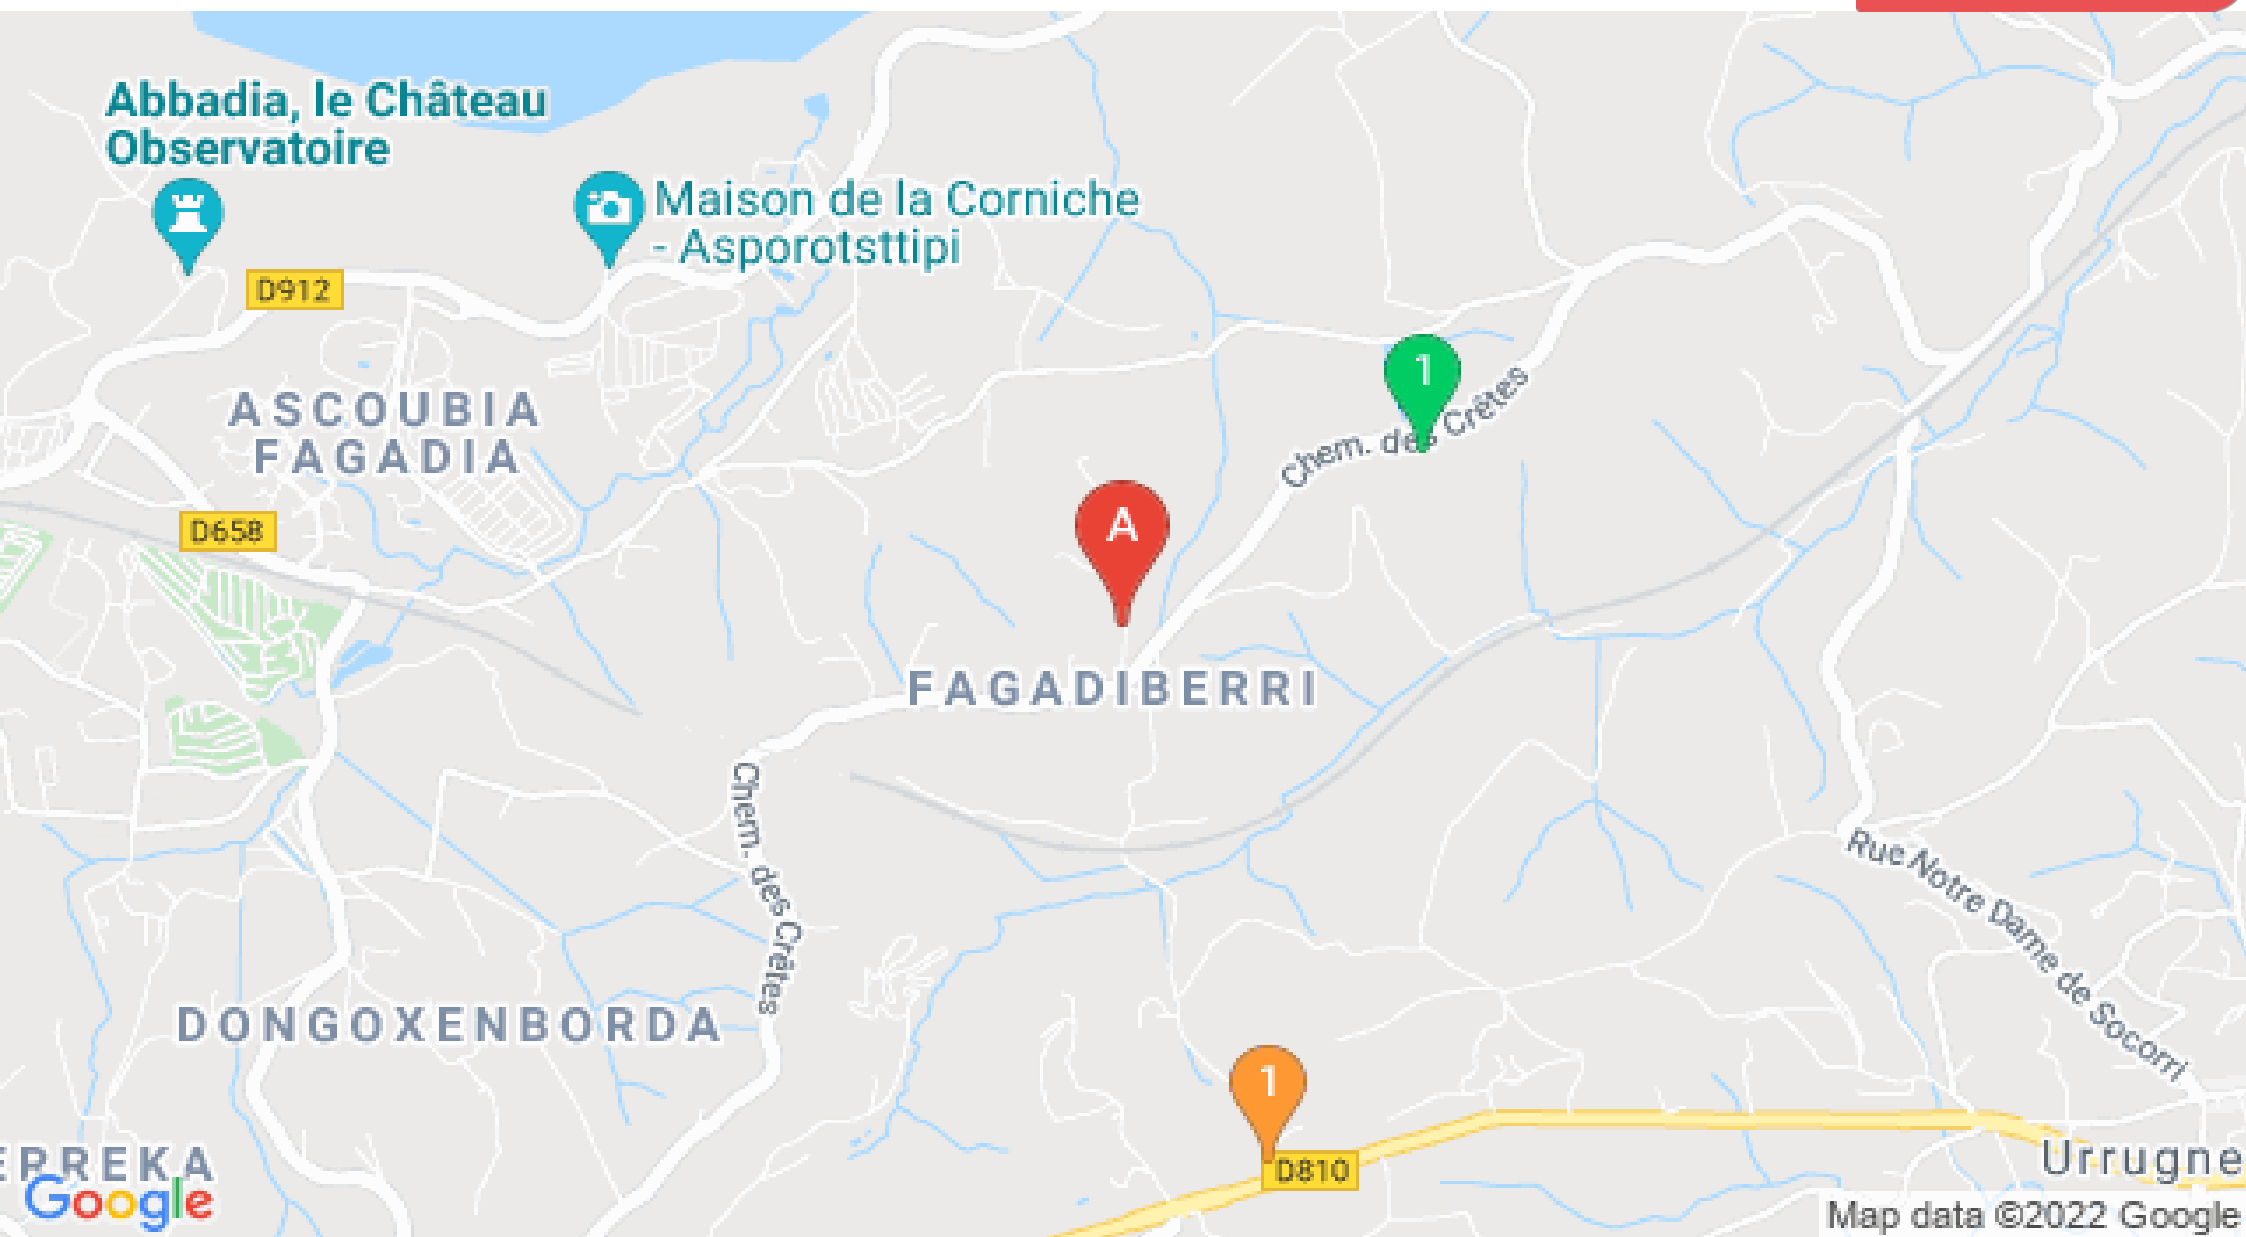 Abbadia, le Château
Observatoire
Maison de la Corniche
- Asporotsttipi
D912
1
Chem. des Crêtes
ASCOUBIA
FAGADIA
A
D658
FAGADIBERRI
Chem. des Crêtes
Rue Notre Dame de Socorri
DONGOXENBORDA
1
D810
Urrugne
ERREKA
Google
Map data ©2022 Google